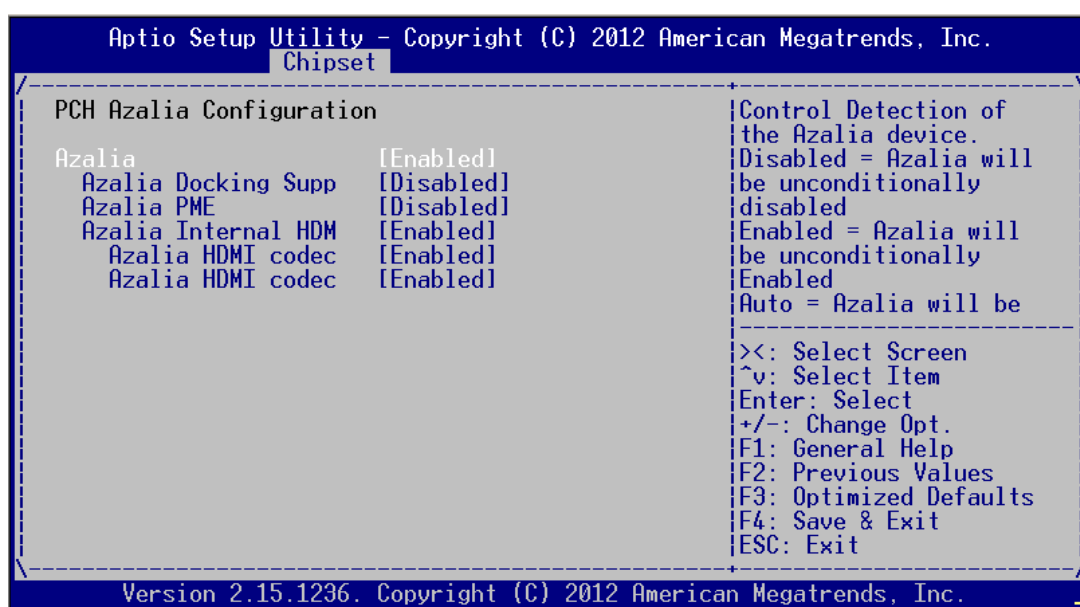 Aptio Setup Utility - Copyright (C) 2012 American Megatrends, Inc.
Chipset
PCH Azalia Configuration
Azalia [Enabled]
Azalia Docking Supp [Disabled]
Azalia PME [Disabled]
Azalia Internal HDM [Enabled]
Azalia HDMI codec [Enabled]
Azalia HDMI codec [Enabled]
Control Detection of
the Azalia device.
Disabled = Azalia will
be unconditionally
disabled
Enabled = Azalia will
be unconditionally
Enabled
Auto = Azalia will be
><: Select Screen
^v: Select Item
Enter: Select
+/-: Change Opt.
F1: General Help
F2: Previous Values
F3: Optimized Defaults
F4: Save & Exit
ESC: Exit
Version 2.15.1236. Copyright (C) 2012 American Megatrends, Inc.